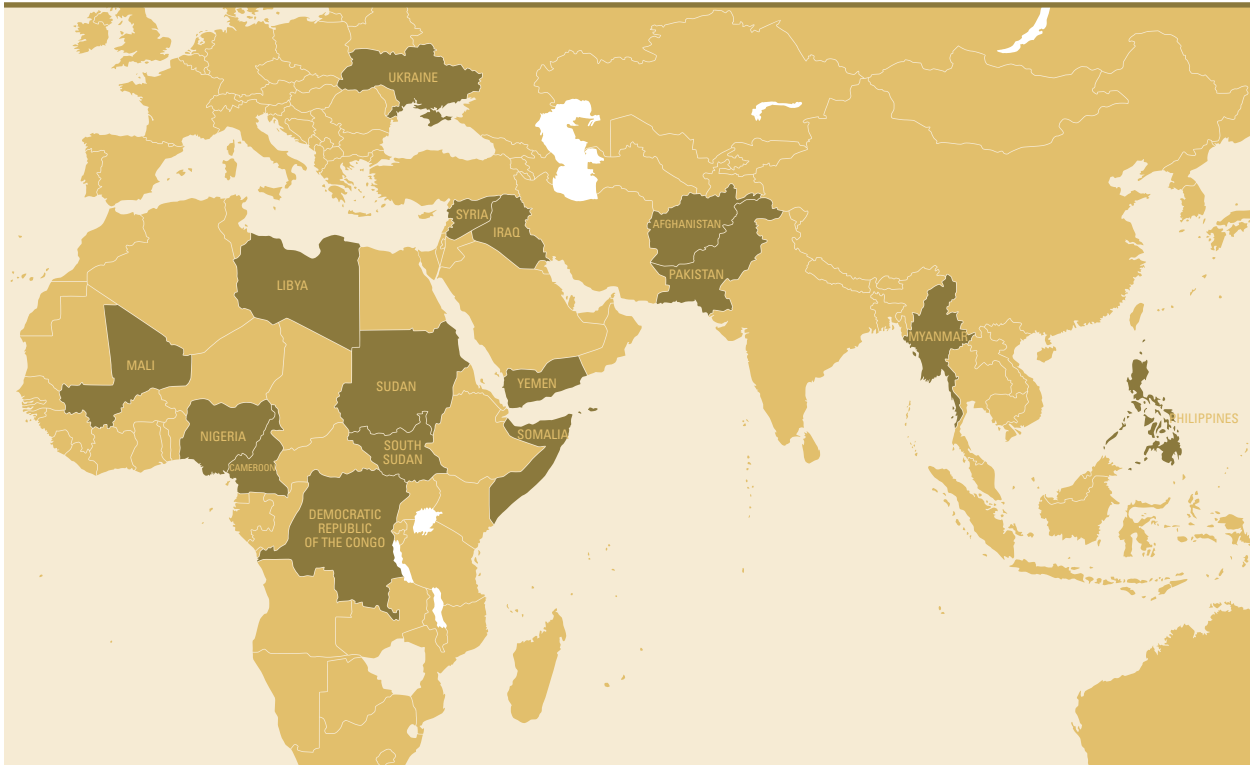 UKRAINE
SYRIA
IRAQ
AFGHANISTAN
PAKISTAN
LIBYA
MYANMAR
MALI
SUDAN
YEMEN
PHILIPPINES
NIGERIA
SOMALIA
SOUTH
SUDAN
CAMEROON
DEMOCRATIC
REPUBLIC
OF THE CONGO